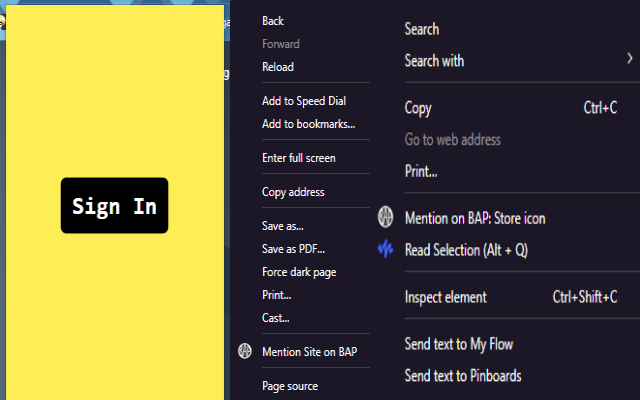 Sign In
Back
Forward
Reload
Add to Speed Dial
Add to bookmarks...
Enter full screen
Copy address
Save as...
Save as PDF...
Force dark page
Print...
Cast...
Mention Site on BAP
Page source
Search
Search with
Copy Ctrl+C
Go to web address
Print...
Mention on BAP: Store icon
Read Selection (Alt + Q)
Inspect element Ctrl+Shift+C
Send text to My Flow
Send text to Pinboards